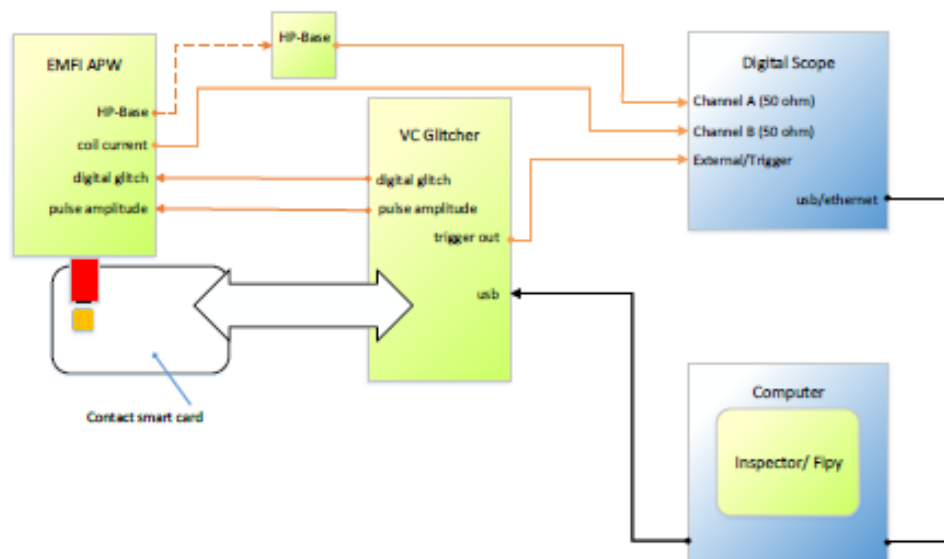 HP-Base
EMFI APW
HP-Base
coil current
digital glitch
pulse amplitude
VC Glitcher
digital glitch
pulse amplitude
trigger out
usb
Digital Scope
Channel A (50 ohm)
Channel B (50 ohm)
External/Trigger
usb/ethernet
Contact smart card
Computer
Inspector/ Fipy